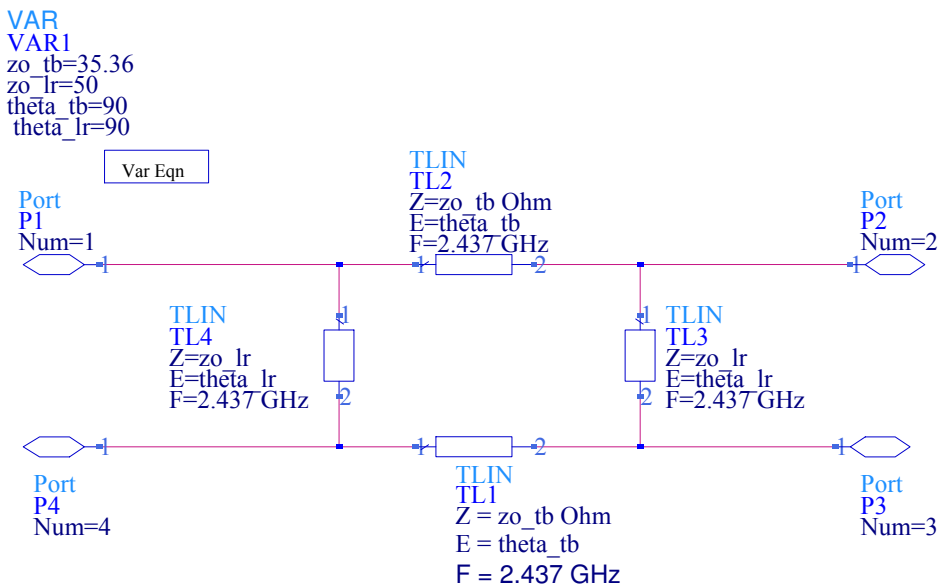 VAR
VAR1
zo_tb=35.36
zo_lr=50
theta_tb=90
theta_lr=90
Var Eqn
Port
P1
Num=1
1
TLIN
TL2
Z=zo_tb Ohm
E=theta_tb
F=2.437 GHz
1
2
Port
P2
Num=2
1
TLIN
TL4
Z=zo_lr
E=theta_lr
F=2.437 GHz
1
2
TLIN
TL3
Z=zo_lr
E=theta_lr
F=2.437 GHz
1
2
1
Port
P4
Num=4
1
2
TLIN
TL1
Z = zo_tb Ohm
E = theta_tb
F = 2.437 GHz
1
Port
P3
Num=3